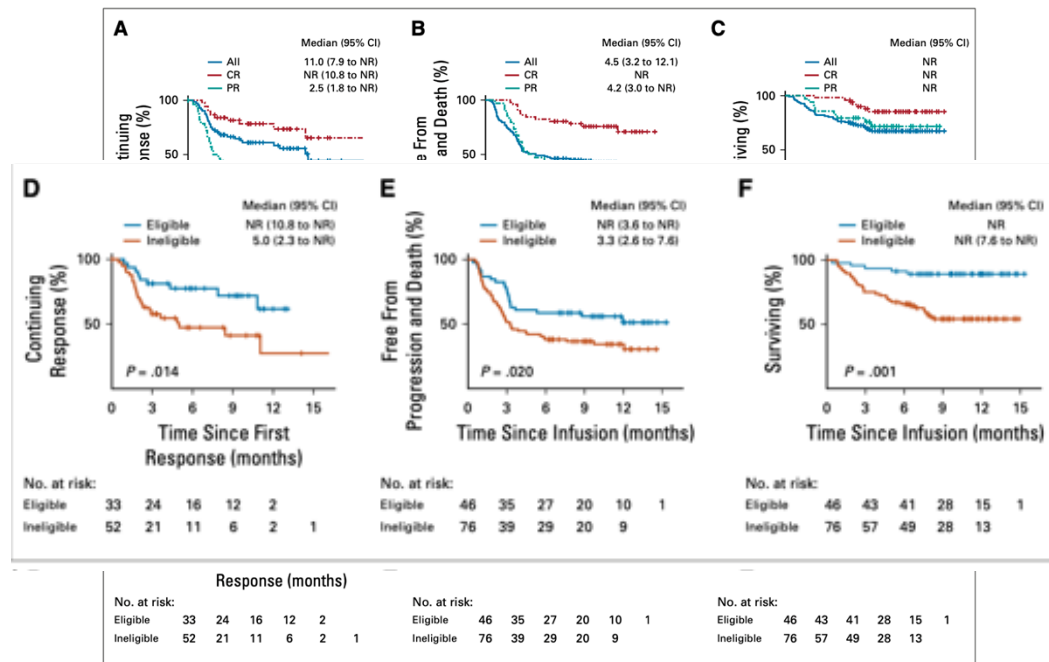 A
Median (95% CI)
All 11.0 (7.9 to NR)
CR NR (10.8 to NR)
PR 2.5 (1.8 to NR)
100
50
B
Median (95% CI)
All 4.5 (3.2 to 12.1)
CR NR
PR 4.2 (3.0 to NR)
100
50
and Death (%)
C
Median (95% CI)
All NR
CR NR
PR NR
100
50
(%)
D
Median (95% CI)
Eligible NR (10.8 to NR)
Ineligible 5.0 (2.3 to NR)
Continuing
Response (%)
100
50
P = .014
0 3 6 9 12 15
Time Since First
Response (months)
No. at risk:
Eligible 33 24 16 12 2
Ineligible 52 21 11 6 2 1
E
Median (95% CI)
Eligible NR (3.6 to NR)
Ineligible 3.3 (2.6 to 7.6)
Free From
Progression and Death (%)
100
50
P = .020
0 3 6 9 12 15
Time Since Infusion (months)
No. at risk:
Eligible 46 35 27 20 10 1
Ineligible 76 39 29 20 9
F
Median (95% CI)
Eligible NR
Ineligible NR (7.6 to NR)
Surviving (%)
100
50
P = .001
0 3 6 9 12 15
Time Since Infusion (months)
No. at risk:
Eligible 46 43 41 28 15 1
Ineligible 76 57 49 28 13
Response (months)
No. at risk:
Eligible 33 24 16 12 2
Ineligible 52 21 11 6 2 1
No. at risk:
Eligible 46 35 27 20 10 1
Ineligible 76 39 29 20 9
No. at risk:
Eligible 46 43 41 28 15 1
Ineligible 76 57 49 28 13